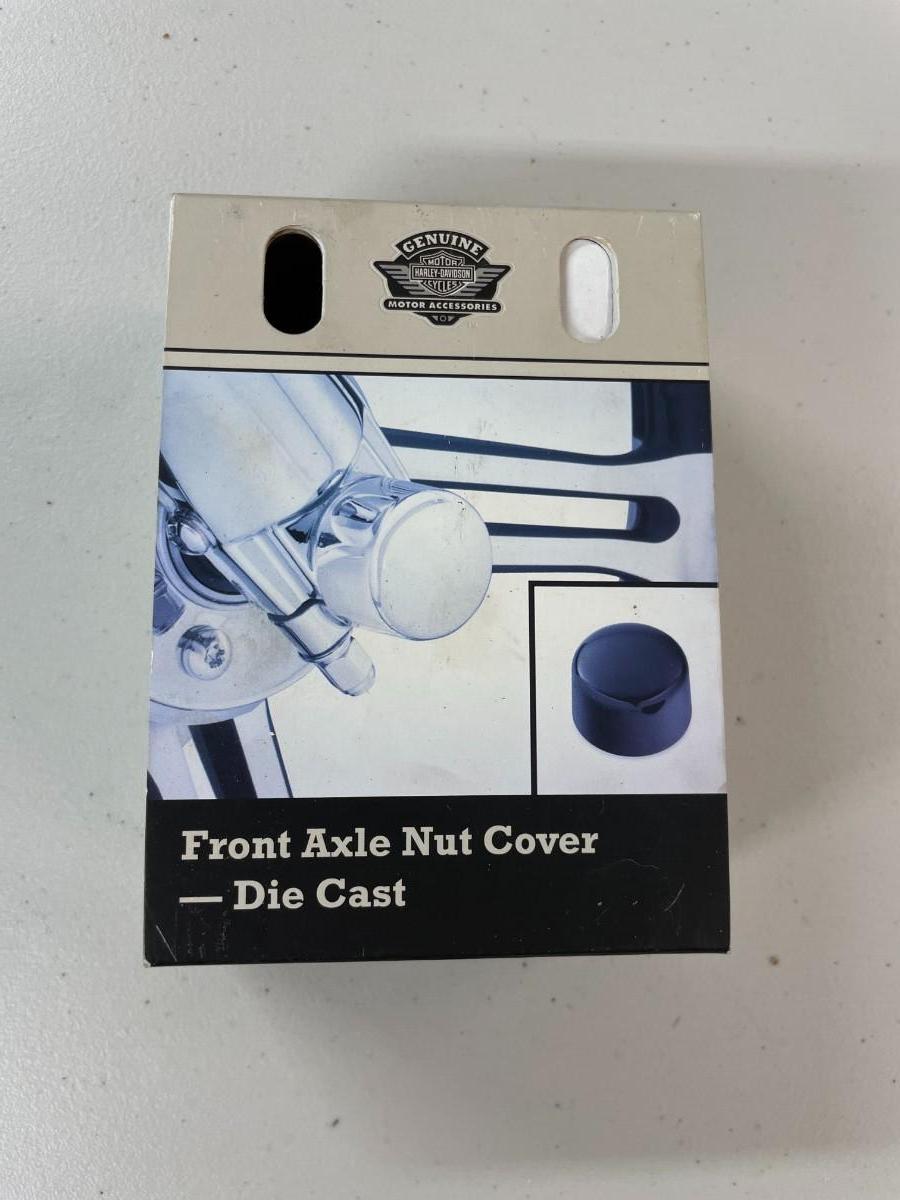 GENUINE
MOTOR
HARLEY-DAVIDSON
CYCLES
MOTOR ACCESSORIES
Front Axle Nut Cover
— Die Cast